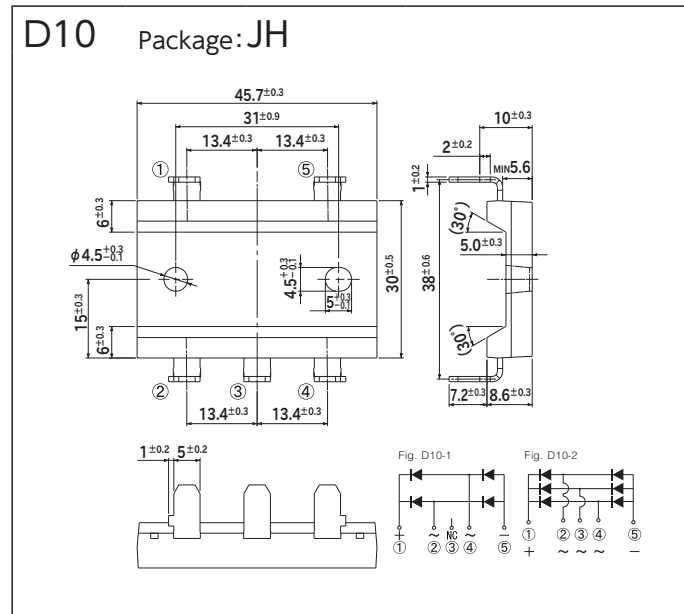 D10 Package: JH
45.7±0.3
31±0.9
13.4±0.3 13.4±0.3
① ⑤
6±0.3
φ4.5+0.3-0.1
4.5+0.3-0.1
5+0.3-0.1
15±0.3
6±0.3
30±0.5
② ③ ④
13.4±0.3 13.4±0.3
10±0.3
2±0.2
MIN5.6
1±0.2
(30°)
5.0±0.3
38±0.6
(30°)
7.2±0.3 8.6±0.3
1±0.2 5±0.2
Fig. D10-1
+ ~ NC ~ −
① ② ③ ④ ⑤
Fig. D10-2
① ② ③ ④ ⑤
+ ~ ~ ~ −